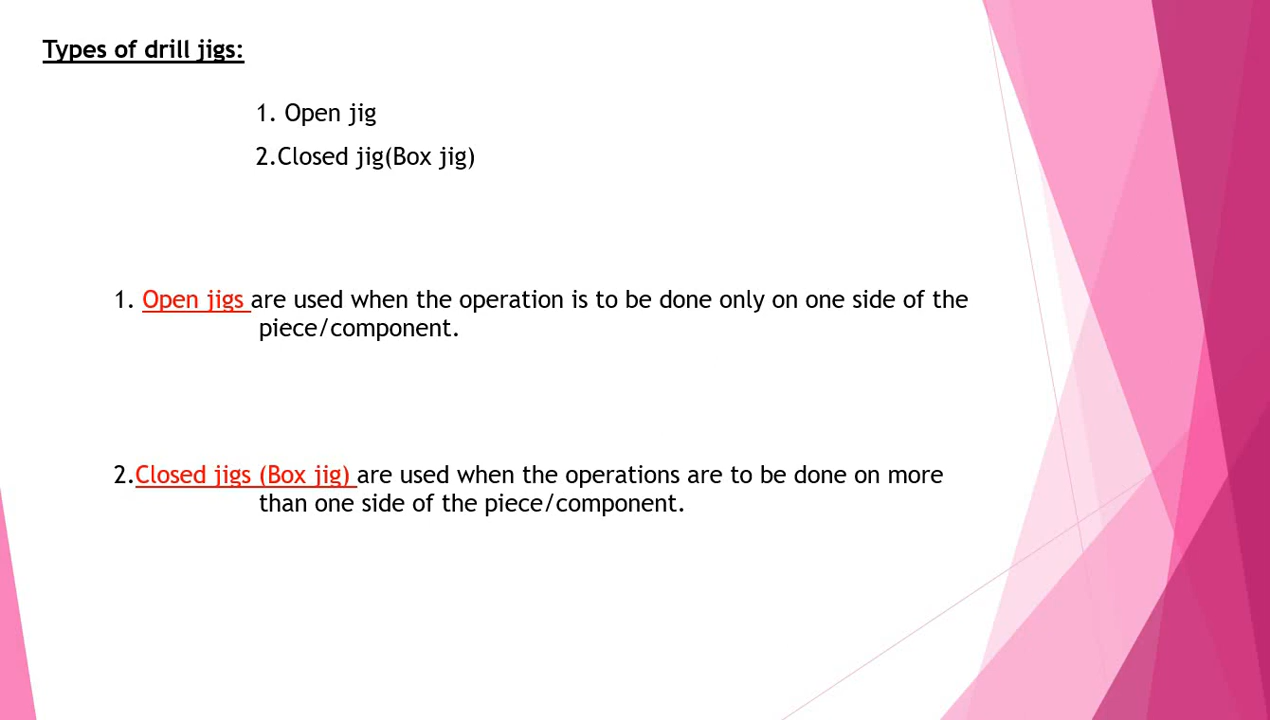 Types of drill jigs:
1. Open jig
2.Closed jig(Box jig)
1. Open jigs are used when the operation is to be done only on one side of the
piece/component.
2.Closed jigs (Box jig) are used when the operations are to be done on more
than one side of the piece/component.